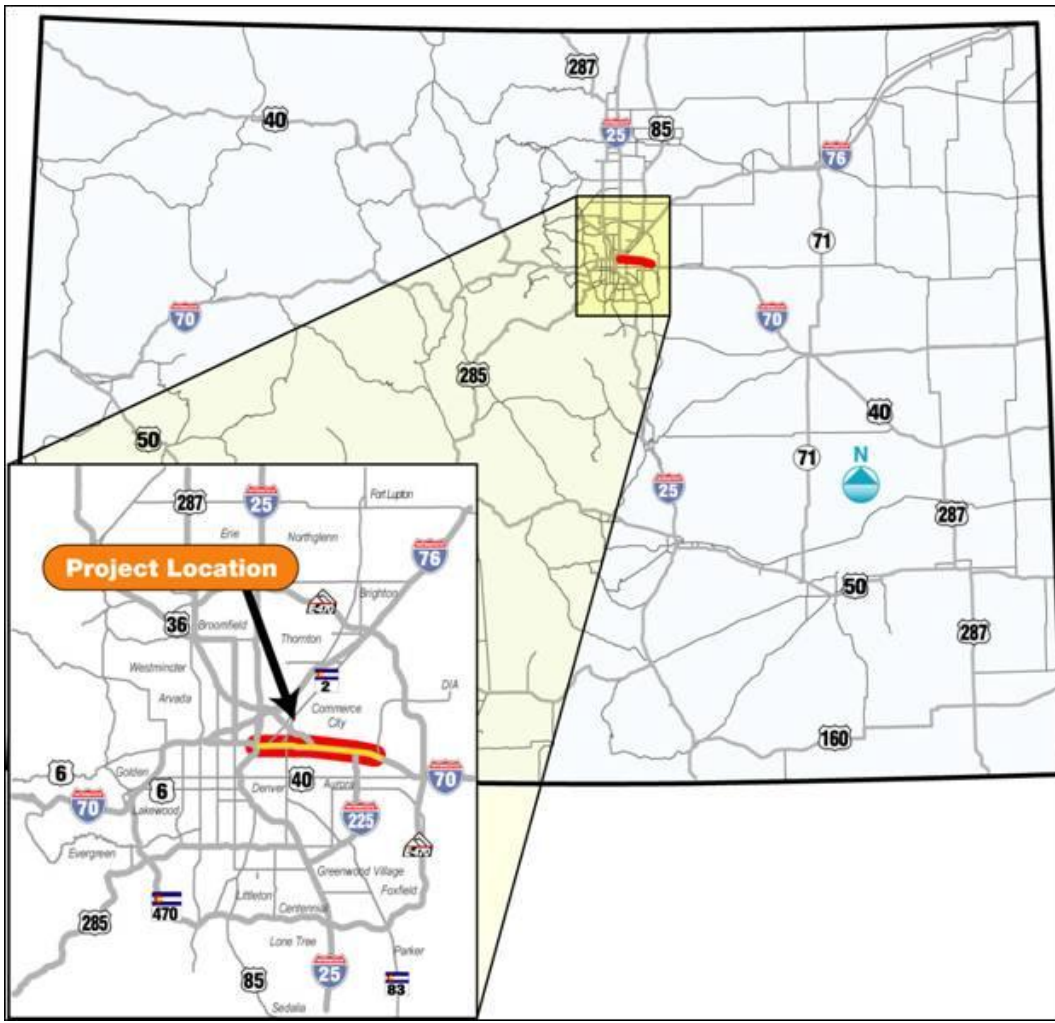 287
40
25
85
76
71
70
70
285
40
50
71
N
25
287
50
287
160
287
25
Fort Lupton
Erie
Northglenn
76
Project Location
Brighton
E-470
36
Broomfield
Thornton
Westminster
2
DIA
Arvada
Commerce
City
6
Golden
40
70
6
Denver
Aurora
70
Lakewood
225
Evergreen
E-470
Greenwood Village
Foxfield
Littleton
470
Centennial
285
Lone Tree
Parker
25
85
83
Sedalia